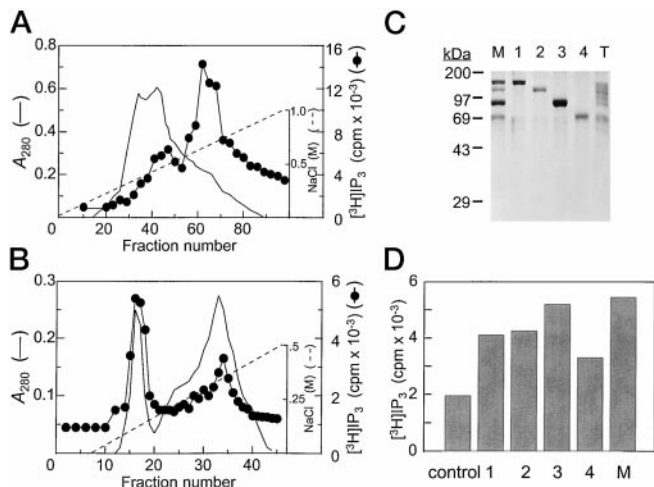 A
0.8
0.6
0.4
0.2
0
A280 (—)
16
12
8
4
0
[³H]IP₃ (cpm x 10⁻³) (●)
1.0
0.5
NaCl (M) (--)
0 20 40 60 80
Fraction number
B
0.3
0.2
0.1
0
A280 (—)
6
4
2
0
[³H]IP₃ (cpm x 10⁻³) (●)
.5
.25
NaCl (M) (--)
0 10 20 30 40
Fraction number
C
kDa M 1 2 3 4 T
200
97
69
43
29
D
6
4
2
0
[³H]IP₃ (cpm x 10⁻³)
control 1 2 3 4 M